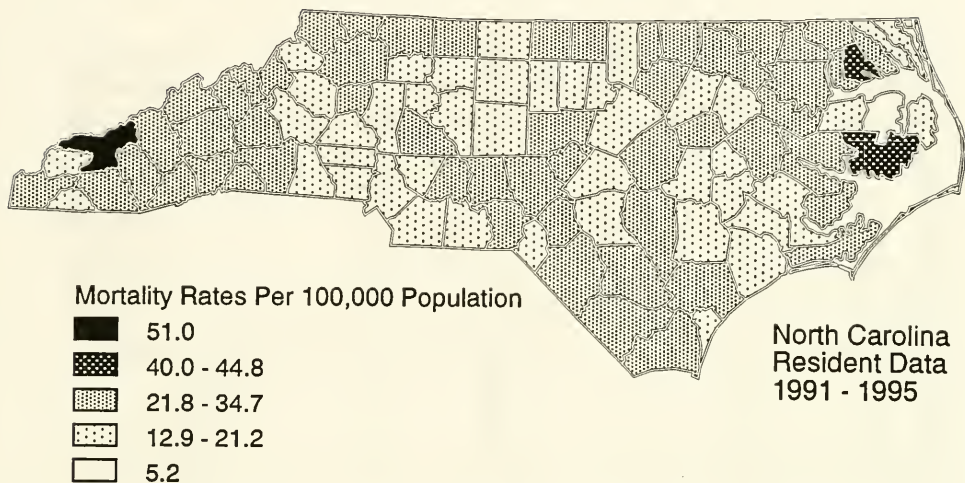 Mortality Rates Per 100,000 Population
51.0
40.0 - 44.8
21.8 - 34.7
12.9 - 21.2
5.2
North Carolina
Resident Data
1991 - 1995